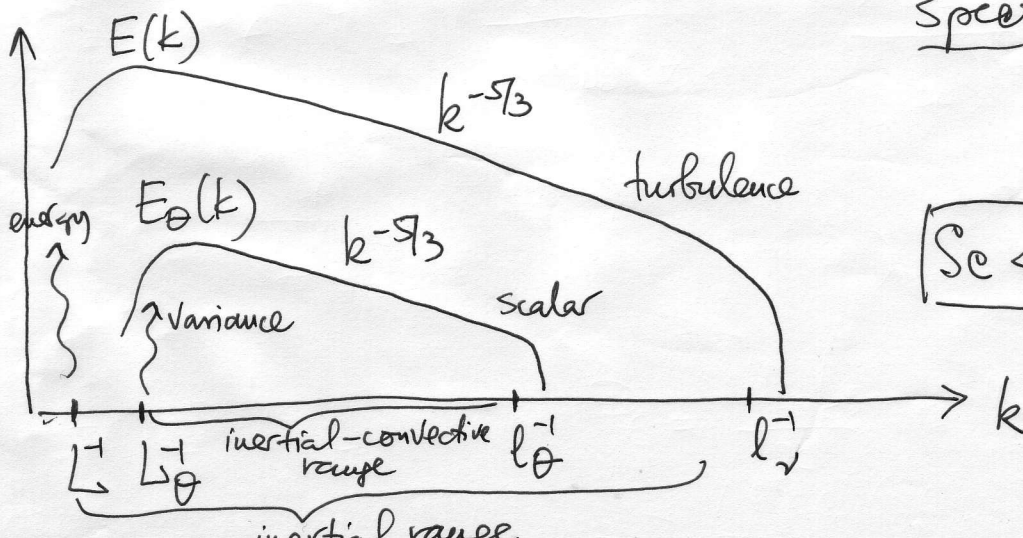 E(k)
k^{-5/3}
turbulence
energy
E_θ(k)
k^{-5/3}
Sc <
variance
scalar
k
L^{-1}
L_θ^{-1}
inertial-convective
range
l_θ^{-1}
l_ν^{-1}
inertial range